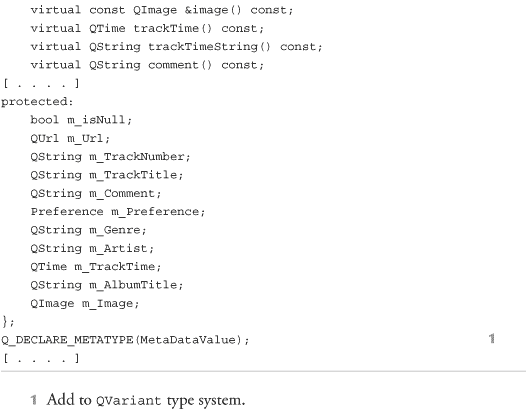 virtual const QImage &image() const;
virtual QTime trackTime() const;
virtual QString trackTimeString() const;
virtual QString comment() const;
[ . . . . ]
protected:
bool m_isNull;
QUrl m_Url;
QString m_TrackNumber;
QString m_TrackTitle;
QString m_Comment;
Preference m_Preference;
QString m_Genre;
QString m_Artist;
QTime m_TrackTime;
QString m_AlbumTitle;
QImage m_Image;
};
Q_DECLARE_METATYPE(MetaDataValue); 1
[ . . . . ]
1 Add to QVariant type system.